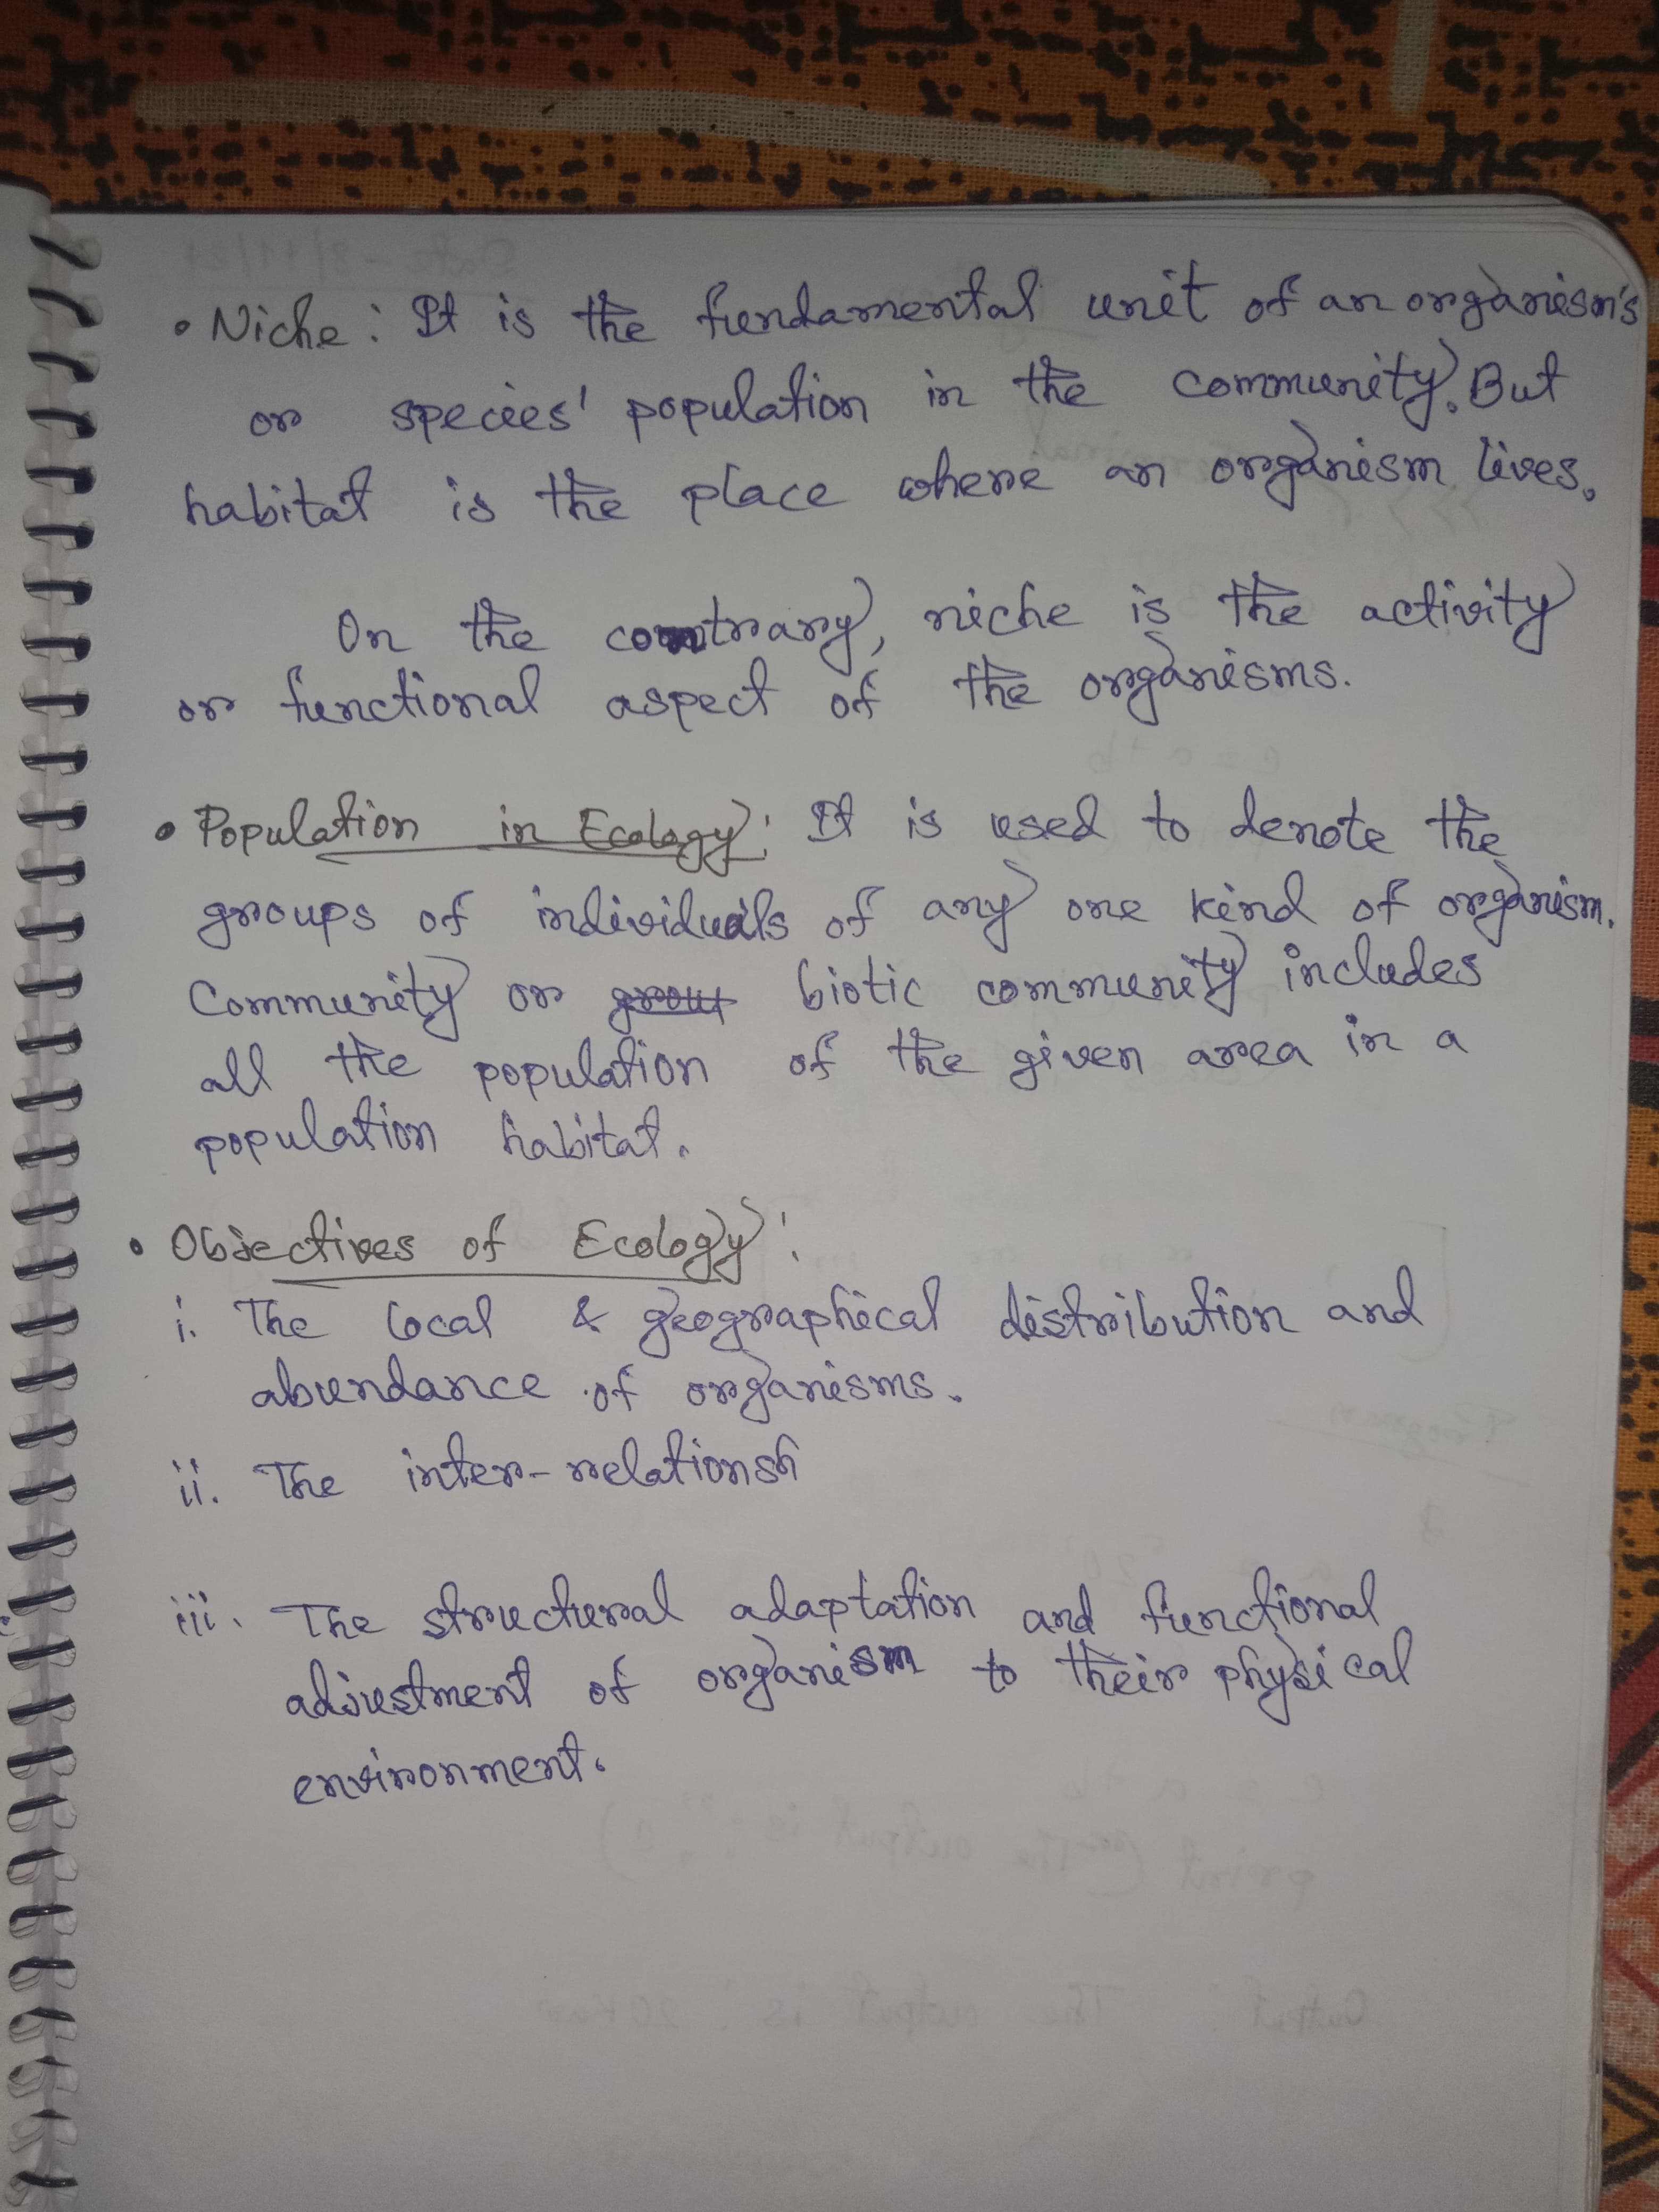 • Niche : It is the fundamental unit of an organism's
or species' population in the community. But
habitat is the place where an organism lives.
On the contrary, niche is the activity
or functional aspect of the organisms.
• Population in Ecology : It is used to denote the
groups of individuals of any one kind of organism.
Community or biotic community includes
all the population of the given area in a
population habitat.
• Objectives of Ecology :
i. The local & geographical distribution and
abundance of organisms.
ii. The inter-relationsh
iii. The structural adaptation and functional
adjustment of organism to their physical
environment.